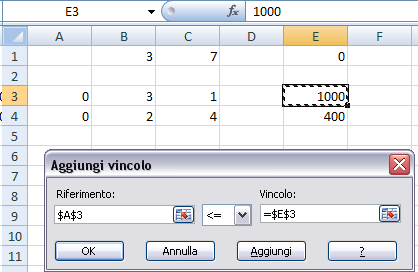 E3 fx 1000
A B C D E F
1 3 7 0
3 0 3 1 1000
4 0 2 4 400
5
6
7
8
9
10
11
Aggiungi vincolo
Riferimento: Vincolo:
$A$3 <= =$E$3
OK Annulla Aggiungi ?